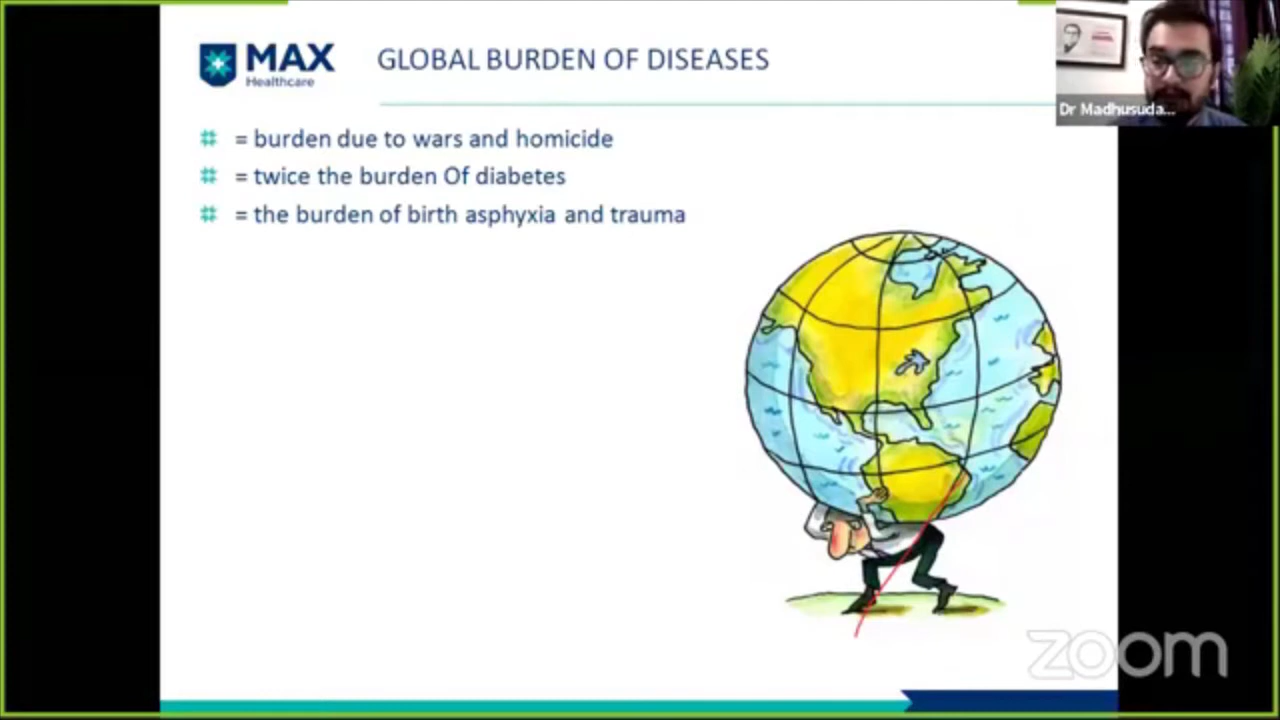 MAX
Healthcare
GLOBAL BURDEN OF DISEASES
# = burden due to wars and homicide
# = twice the burden Of diabetes
# = the burden of birth asphyxia and trauma
Dr Madhusuda...
zoom